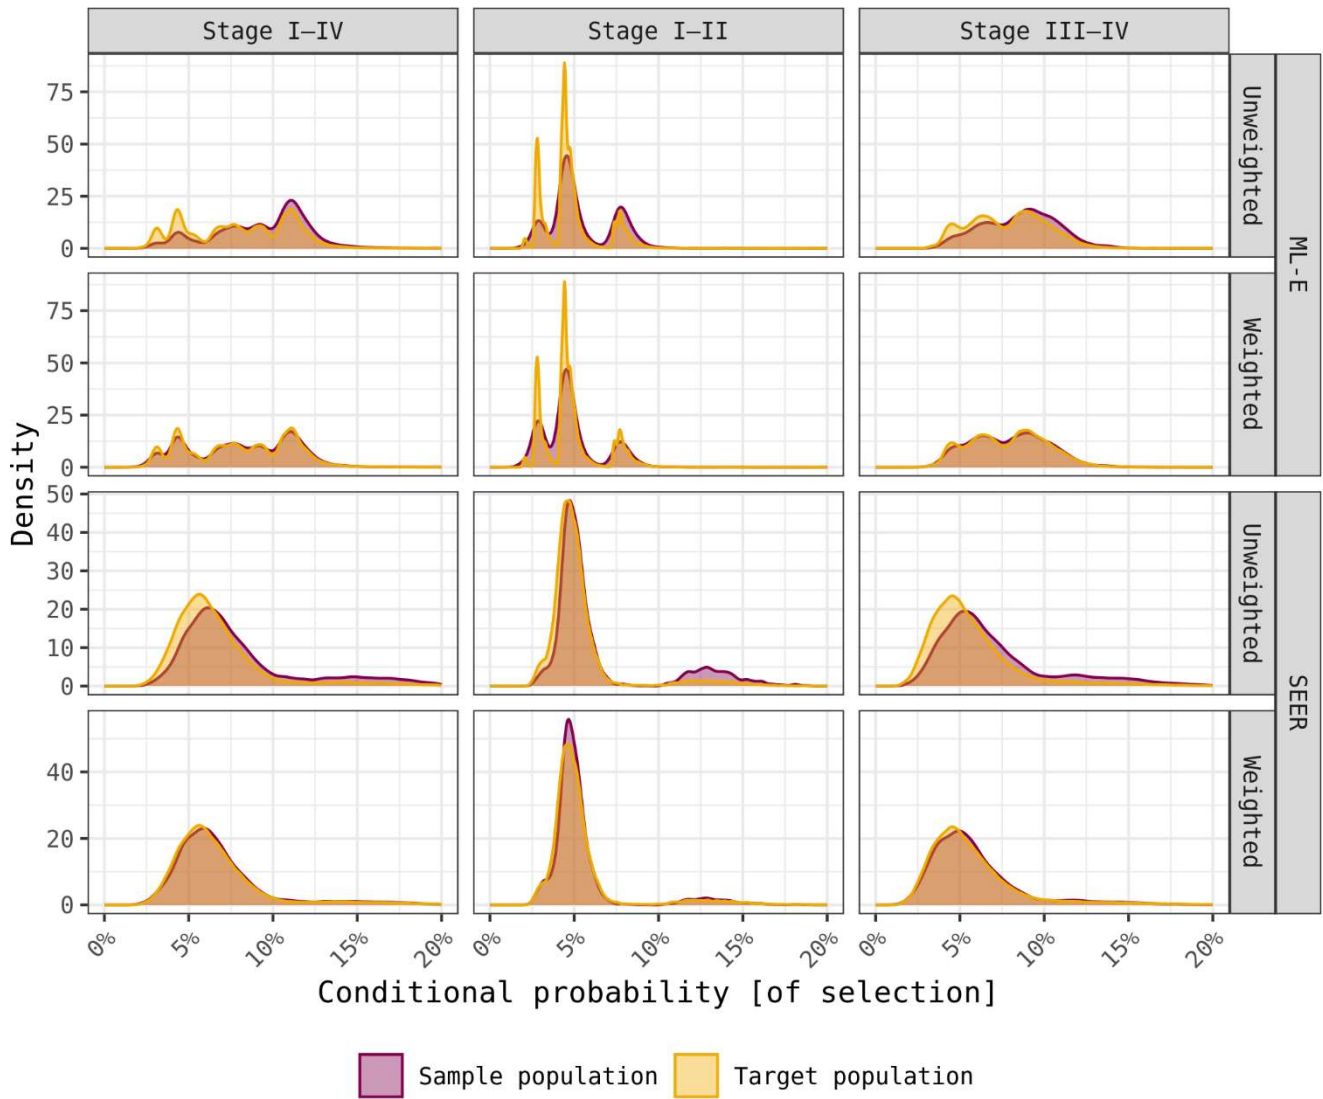 Stage I–IV
Stage I–II
Stage III–IV
75
50
25
0
Unweighted
ML-E
75
50
25
0
Weighted
Density
50
40
30
20
10
0
Unweighted
SEER
40
20
0
Weighted
0% 5% 10% 15% 20%
0% 5% 10% 15% 20%
0% 5% 10% 15% 20%
Conditional probability [of selection]
Sample population
Target population